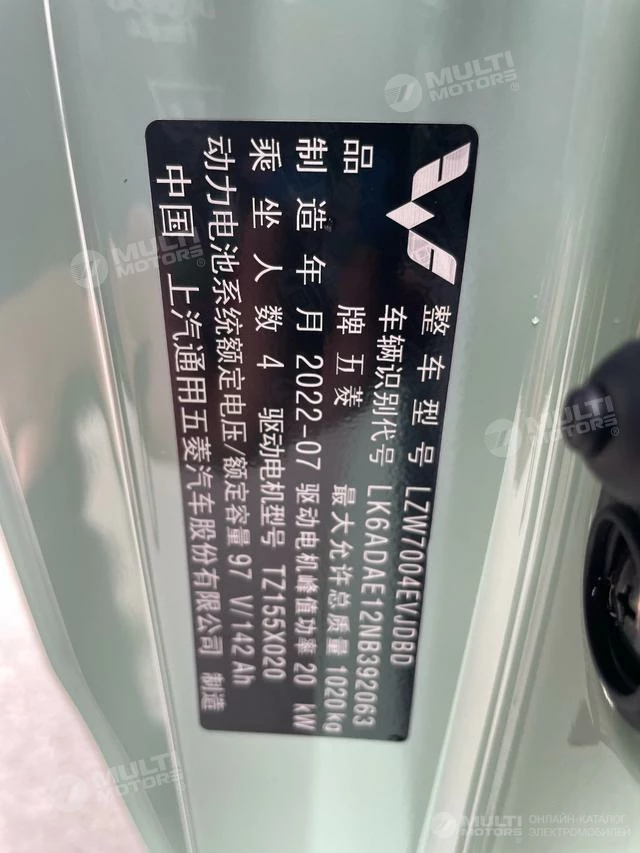 整车型号 LZW7004EVJDBD
车辆识别代号 LK6ADAE12NB392063
品牌 五菱 最大允许总质量 1020kg
制造年月 2022-07 驱动电机峰值功率 20 kW
乘坐人数 4 驱动电机型号 TZ155X020
动力电池系统额定电压/额定容量 97 V/142 Ah
中国 上汽通用五菱汽车股份有限公司 制造
MULTI
MOTORS®
MULTI
MOTORS®
MULTI
MOTORS®
MULTI
MOTORS®
MULTI
MOTORS®
ОНЛАЙН-КАТАЛОГ
ЭЛЕКТРОМОБИЛЕЙ